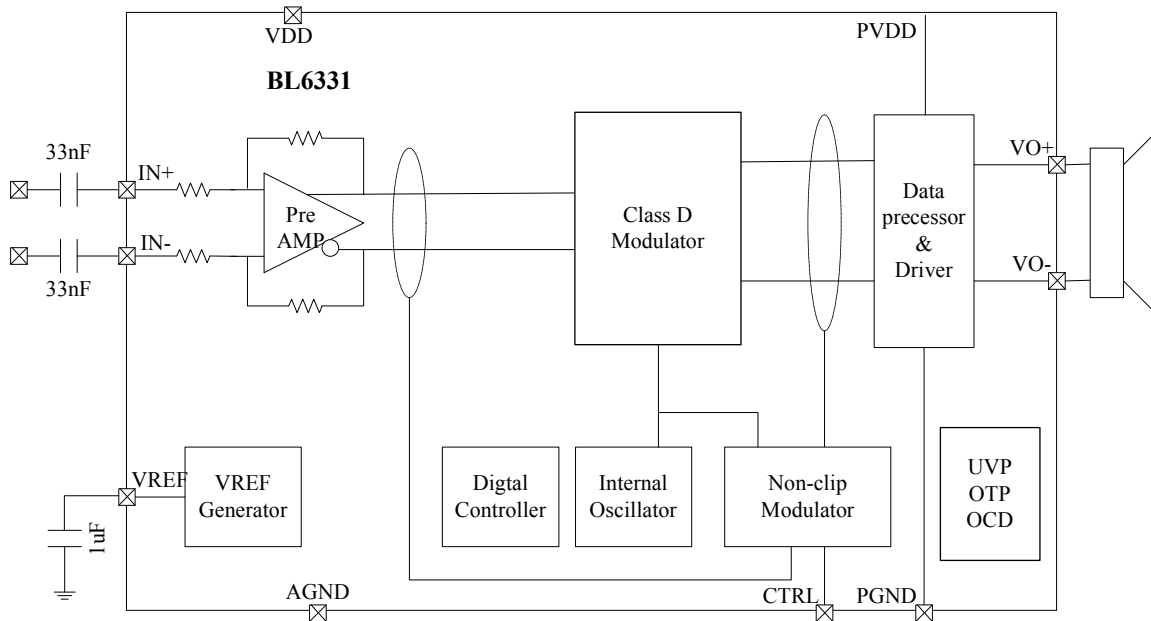 VDD
PVDD
BL6331
33nF
IN+
IN-
33nF
Pre
AMP
Class D
Modulator
Data
precessor
&
Driver
VO+
VO-
VREF
VREF
Generator
Digtal
Controller
Internal
Oscillator
Non-clip
Modulator
UVP
OTP
OCD
1uF
AGND
CTRL
PGND